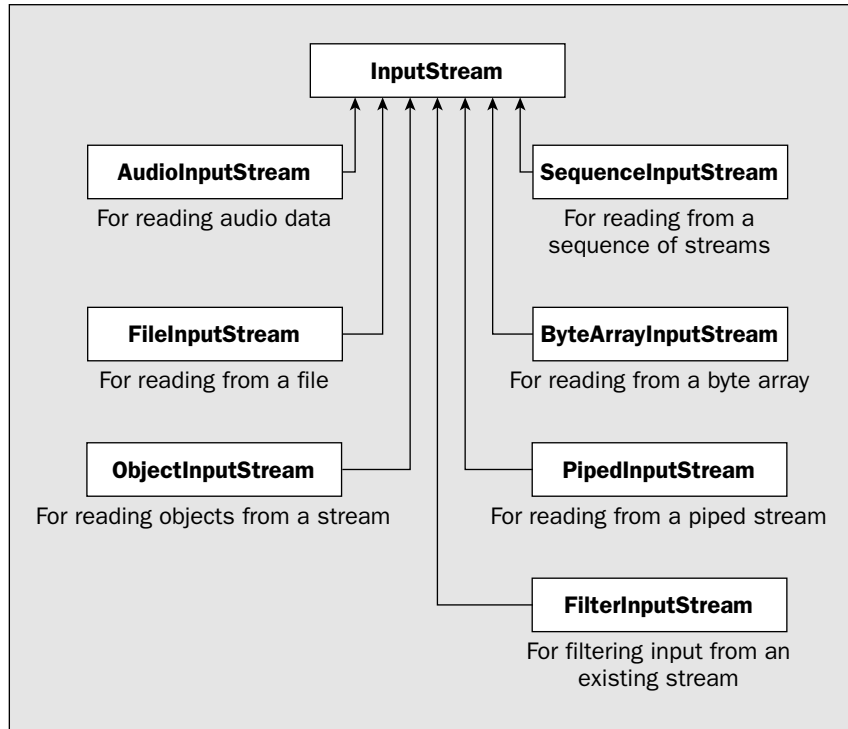 InputStream
AudioInputStream
For reading audio data
SequenceInputStream
For reading from a
sequence of streams
FileInputStream
For reading from a file
ByteArrayInputStream
For reading from a byte array
ObjectInputStream
For reading objects from a stream
PipedInputStream
For reading from a piped stream
FilterInputStream
For filtering input from an
existing stream